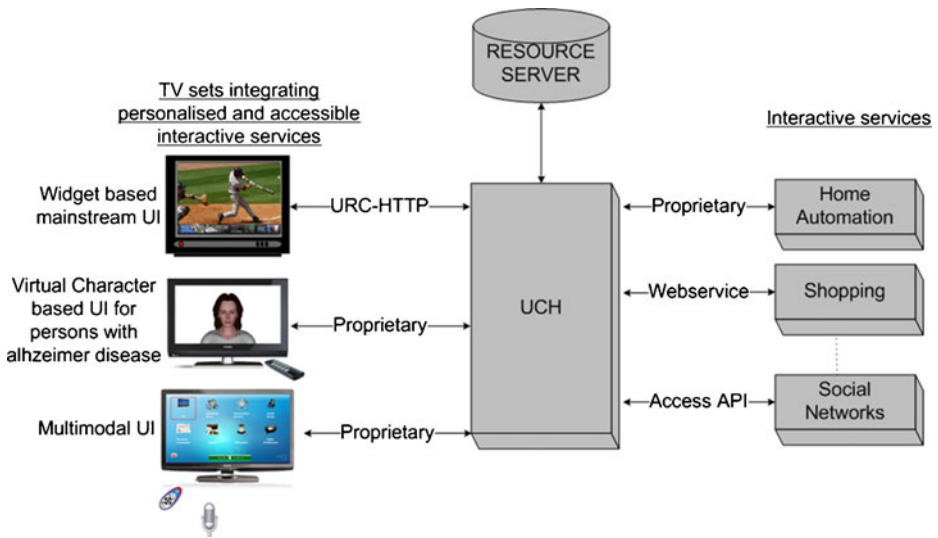 RESOURCE
SERVER
TV sets integrating
personalised and accessible
interactive services
Interactive services
Widget based
mainstream UI
URC-HTTP
Proprietary
Home
Automation
Virtual Character
based UI for
persons with
alhzeimer disease
Proprietary
UCH
Webservice
Shopping
Multimodal UI
Proprietary
Access API
Social
Networks